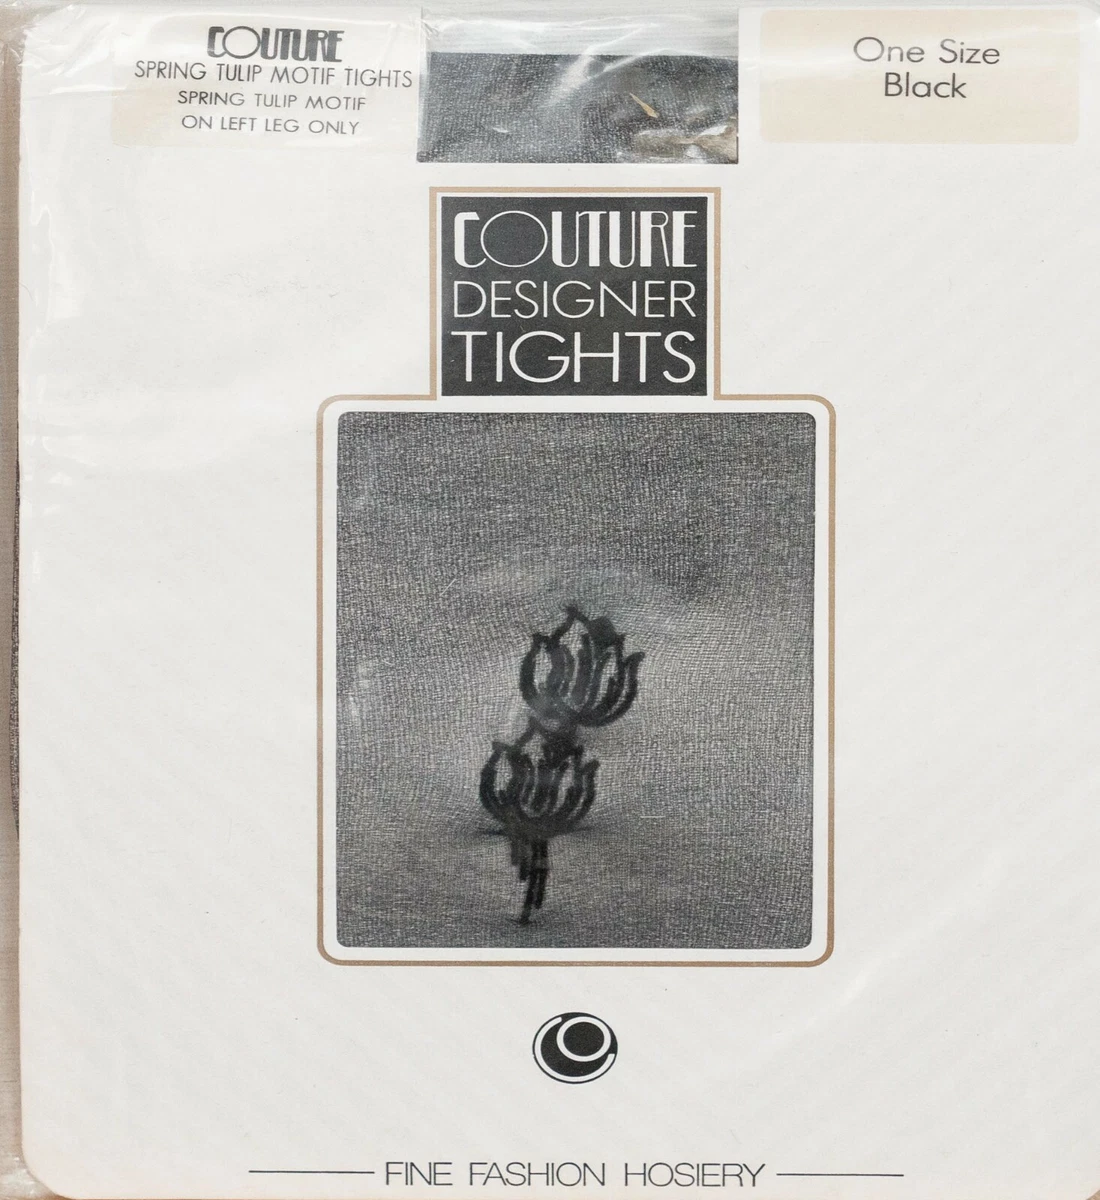 COUTURE
SPRING TULIP MOTIF TIGHTS
SPRING TULIP MOTIF
ON LEFT LEG ONLY
One Size
Black
COUTURE
DESIGNER
TIGHTS
FINE FASHION HOSIERY